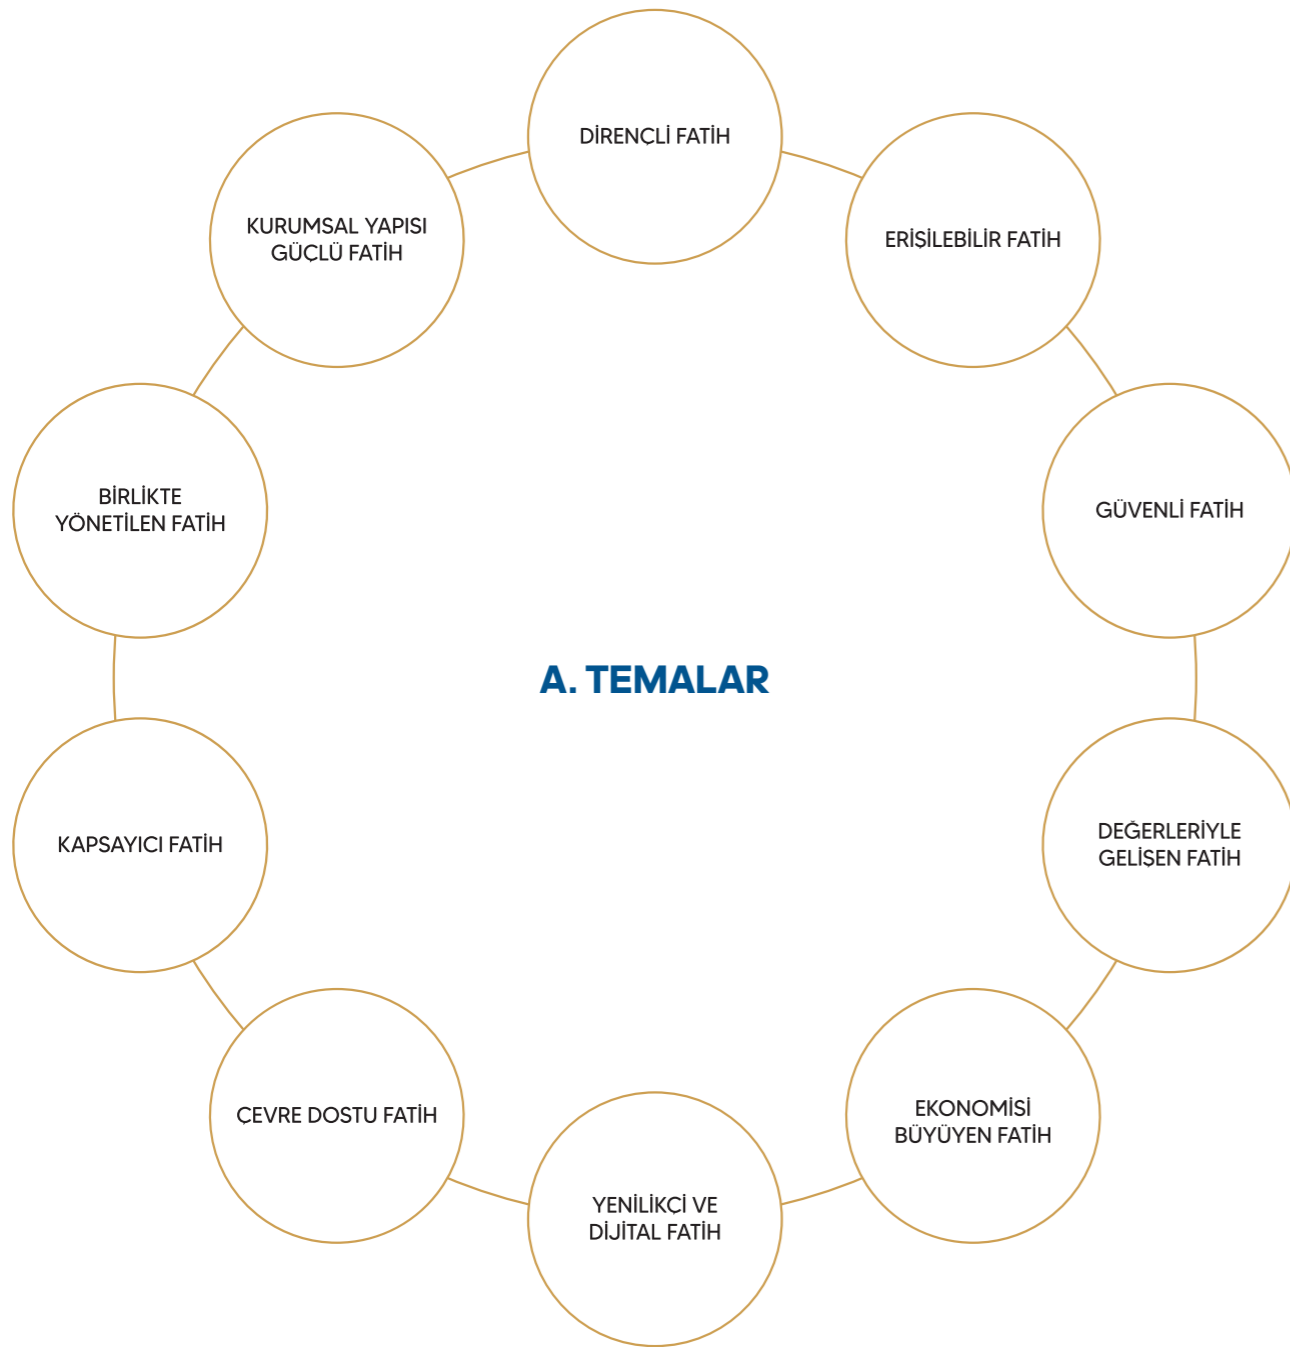 DİRENÇLİ FATİH
KURUMSAL YAPISI
GÜÇLÜ FATİH
ERİŞİLEBİLİR FATİH
BİRLİKTE
YÖNETİLEN FATİH
GÜVENLİ FATİH
A. TEMALAR
KAPSAYICI FATİH
DEĞERLERİYLE
GELİŞEN FATİH
ÇEVRE DOSTU FATİH
EKONOMİSİ
BÜYÜYEN FATİH
YENİLİKÇİ VE
DİJİTAL FATİH